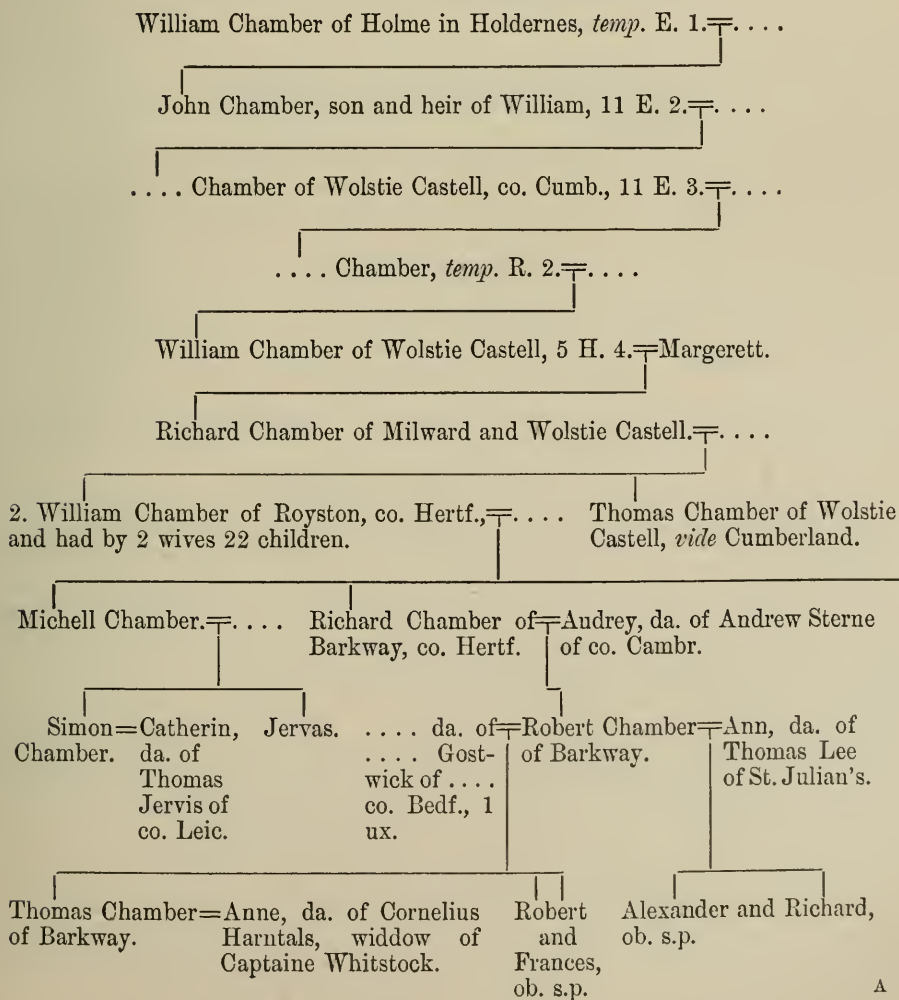 William Chamber of Holme in Holdernes, temp. E. 1.=. . . .
John Chamber, son and heir of William, 11 E. 2.=. . . .
. . . . Chamber of Wolstie Castell, co. Cumb., 11 E. 3.=. . . .
. . . . Chamber, temp. R. 2.=. . . .
William Chamber of Wolstie Castell, 5 H. 4.=Margerett.
Richard Chamber of Milward and Wolstie Castell.=. . . .
2. William Chamber of Royston, co. Hertf.,=. . . .
and had by 2 wives 22 children.
Thomas Chamber of Wolstie
Castell, vide Cumberland.
Michell Chamber.=. . . .
Richard Chamber of=Audrey, da. of Andrew Sterne
Barkway, co. Hertf. of co. Cambr.
Simon=Catherin,
Chamber. da. of
Thomas
Jervis of
co. Leic.
Jervas.
. . . . da. of=Robert Chamber=Ann, da. of
. . . . Gost- of Barkway. Thomas Lee
wick of . . . . of St. Julian's.
co. Bedf., 1
ux.
Thomas Chamber=Anne, da. of Cornelius
of Barkway. Harntals, widdow of
Captaine Whitstock.
Robert
and
Frances,
ob. s.p.
Alexander and Richard,
ob. s.p.
A